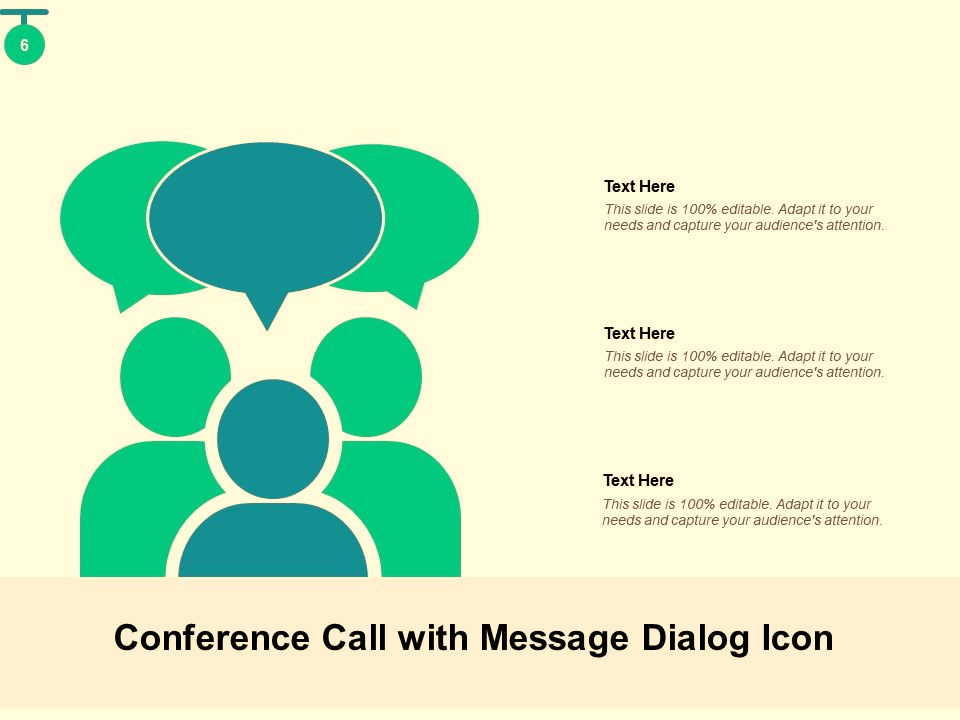 6
Text Here
This slide is 100% editable. Adapt it to your
needs and capture your audience's attention.
Text Here
This slide is 100% editable. Adapt it to your
needs and capture your audience's attention.
Text Here
This slide is 100% editable. Adapt it to your
needs and capture your audience's attention.
Conference Call with Message Dialog Icon